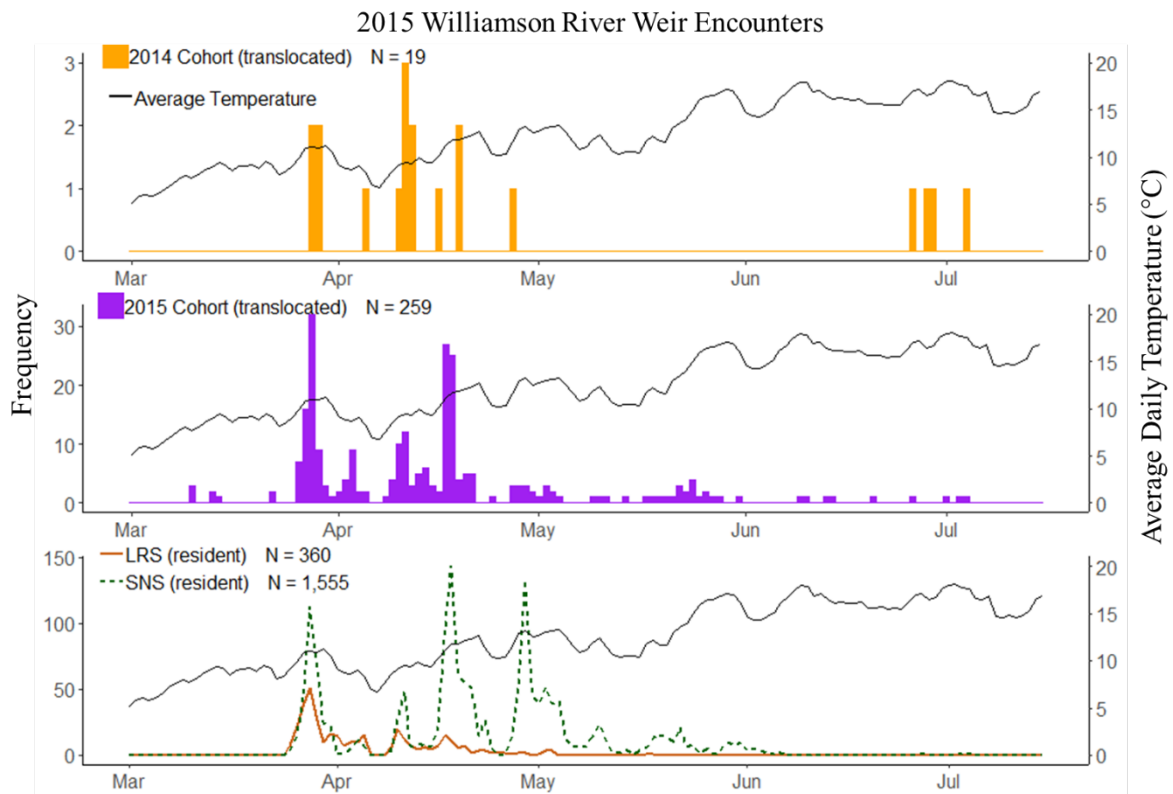 2015 Williamson River Weir Encounters
2014 Cohort (translocated) N = 19
Average Temperature
3
2
1
0
20
15
10
5
0
Mar Apr May Jun Jul
2015 Cohort (translocated) N = 259
30
20
10
0
20
15
10
5
0
Mar Apr May Jun Jul
LRS (resident) N = 360
SNS (resident) N = 1,555
150
100
50
0
20
15
10
5
0
Mar Apr May Jun Jul
Frequency
Average Daily Temperature (°C)